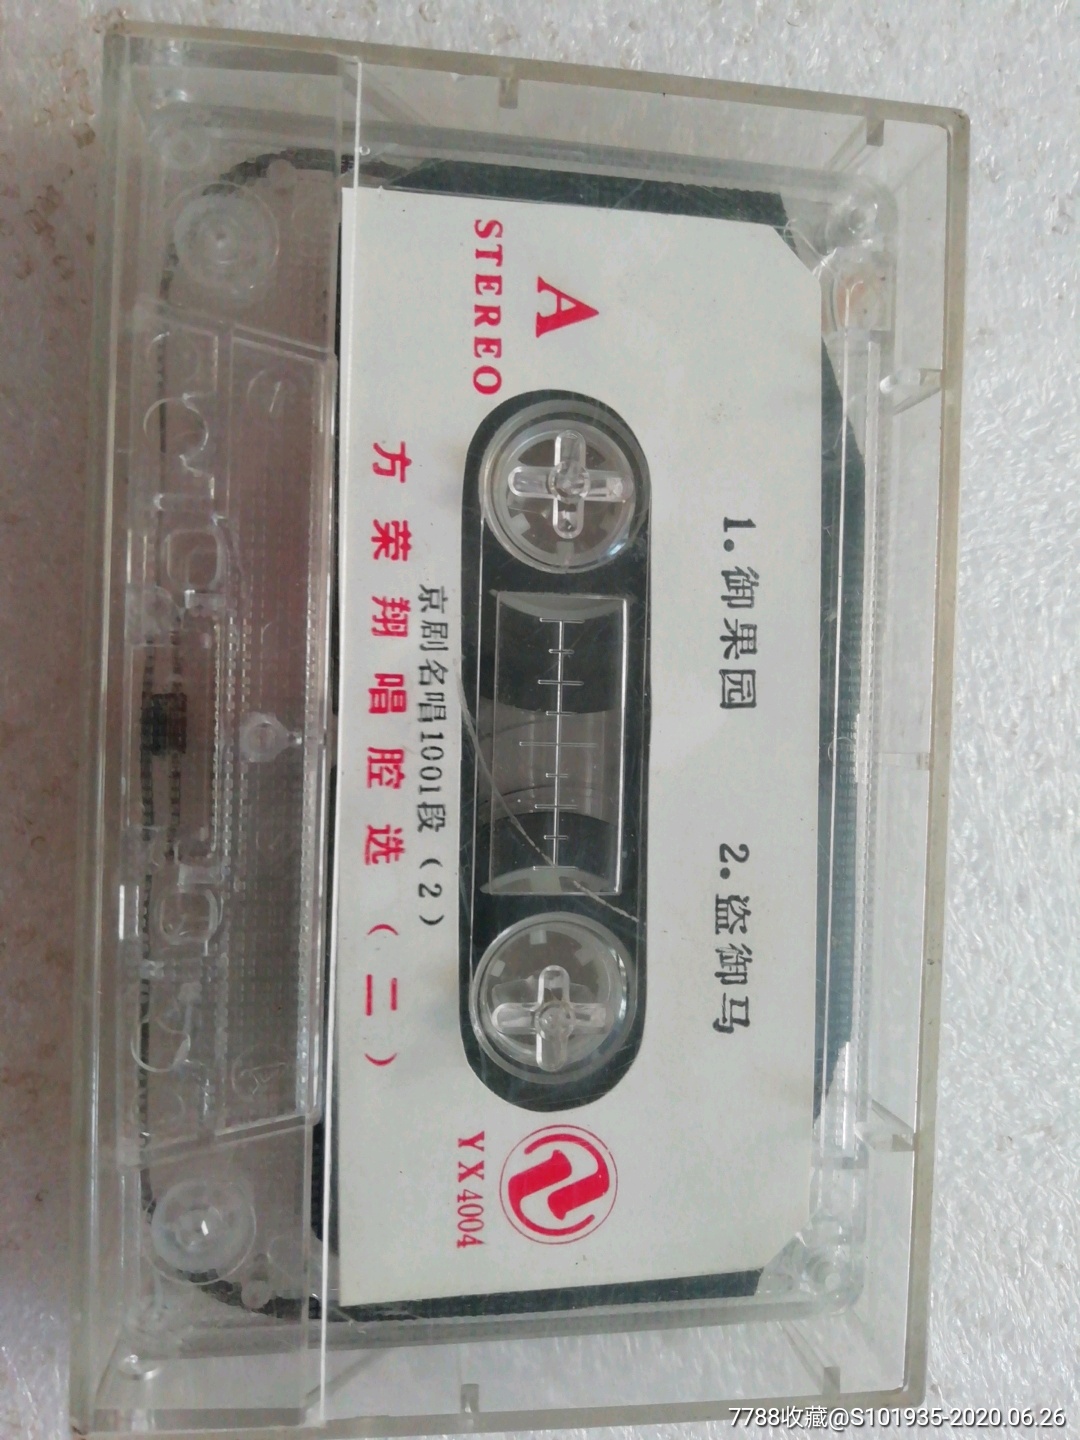 1.御果园 2.盗御马
A
STEREO
YX4004
京剧名唱1001段（2）
方荣翔唱腔选（二）
7788收藏@S101935-2020.06.26